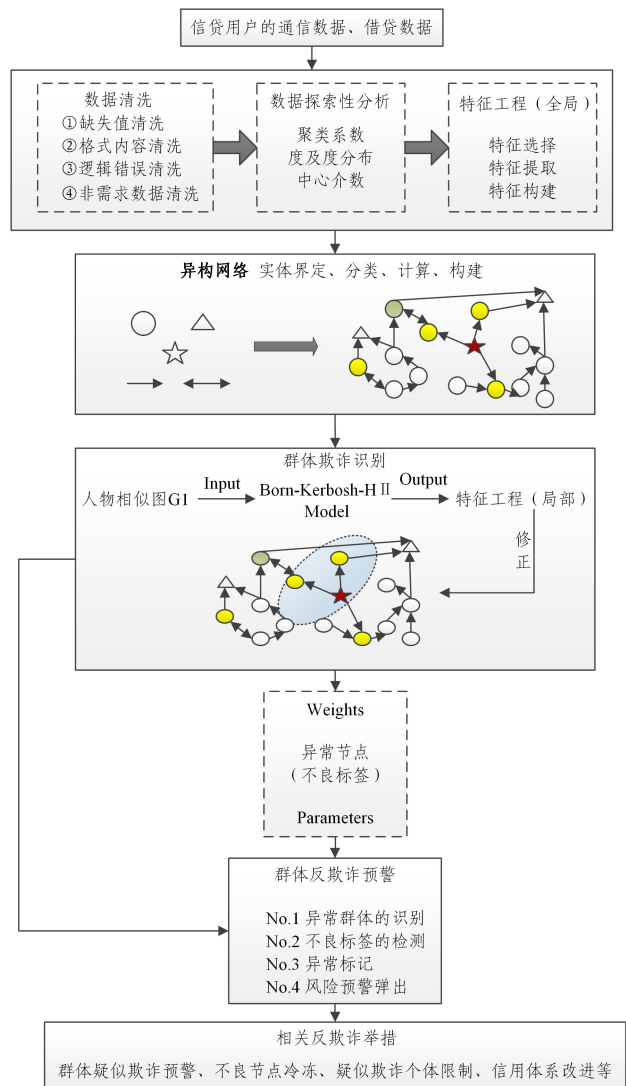 信贷用户的通信数据、借贷数据
数据清洗
①缺失值清洗
②格式内容清洗
③逻辑错误清洗
④非需求数据清洗
数据探索性分析
聚类系数
度及度分布
中心介数
特征工程（全局）
特征选择
特征提取
特征构建
异构网络 实体界定、分类、计算、构建
群体欺诈识别
人物相似图G1
Input
Born-Kerbosh-HⅡ
Model
Output
特征工程（局部）
修
正
Weights
异常节点
（不良标签）
Parameters
群体反欺诈预警
No.1 异常群体的识别
No.2 不良标签的检测
No.3 异常标记
No.4 风险预警弹出
相关反欺诈举措
群体疑似欺诈预警、不良节点冷冻、疑似欺诈个体限制、信用体系改进等